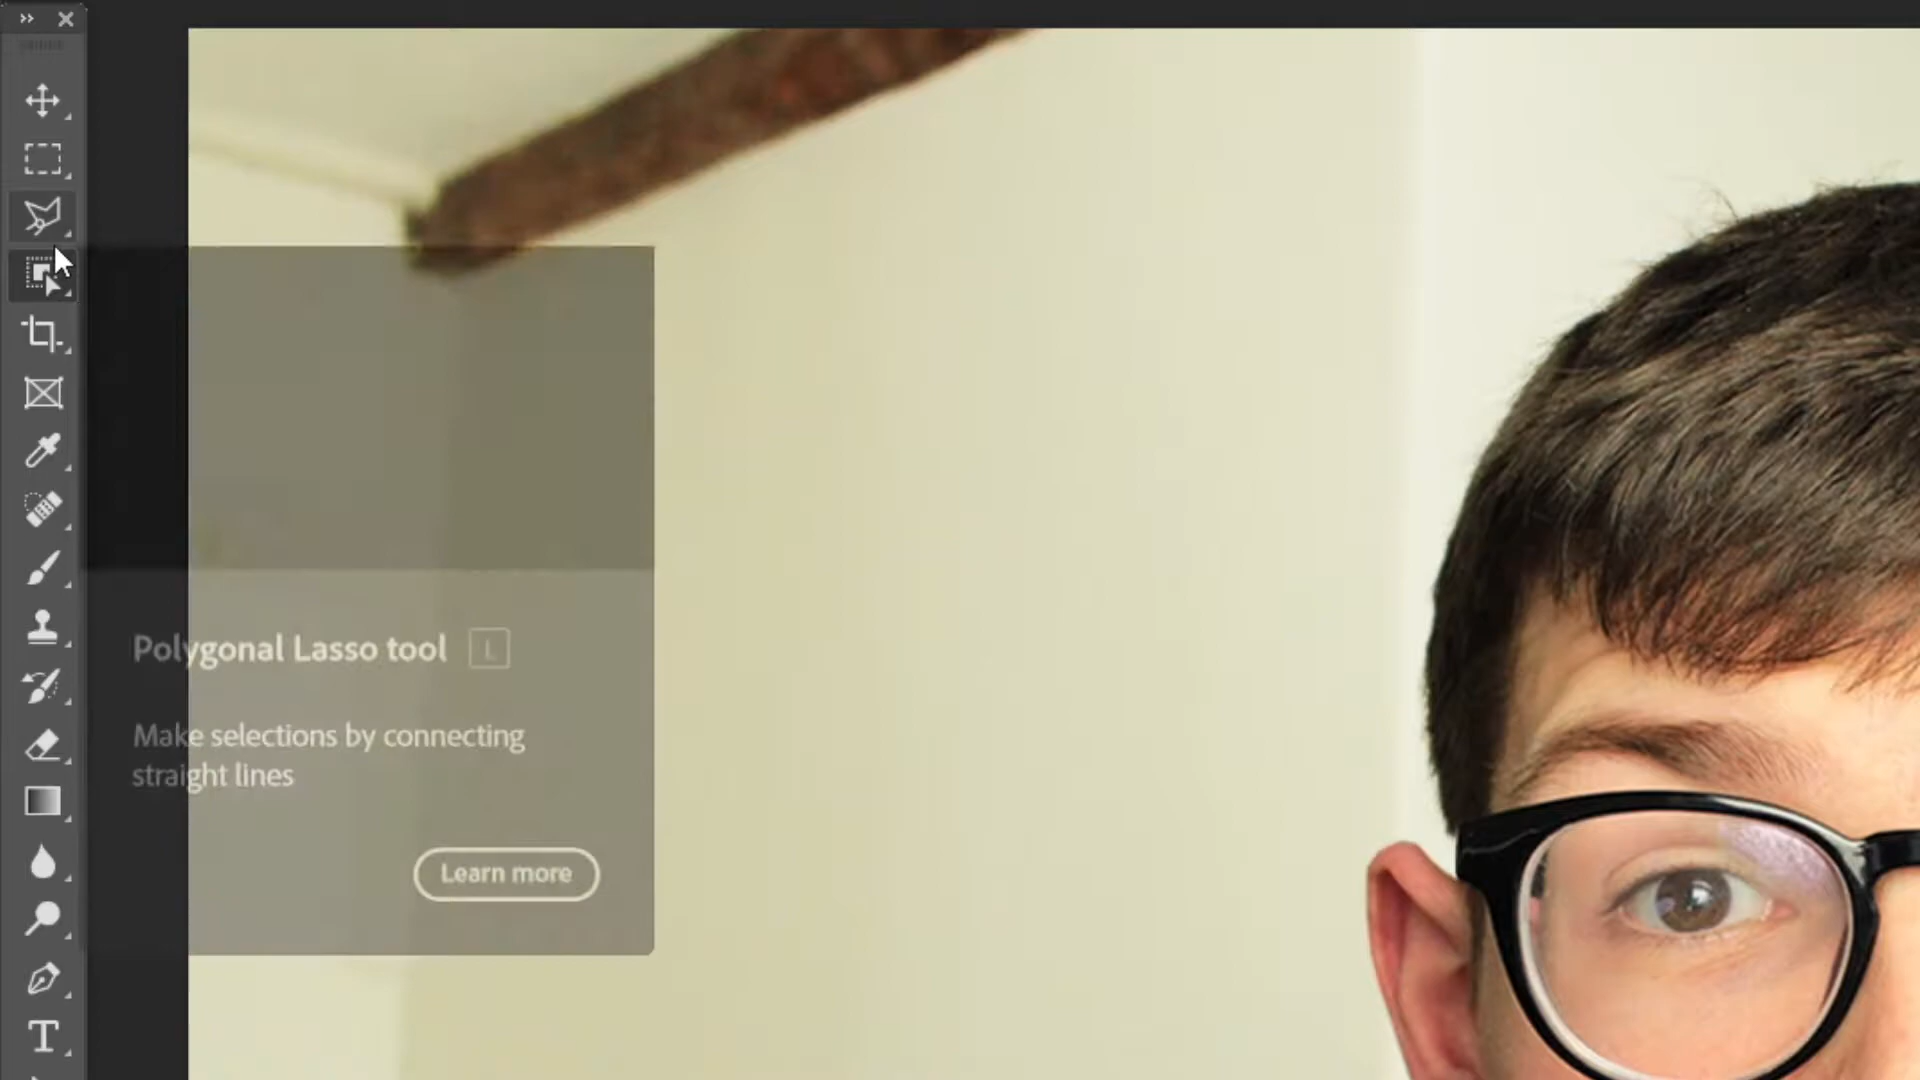 Polygonal Lasso tool L
Make selections by connecting
straight lines
Learn more